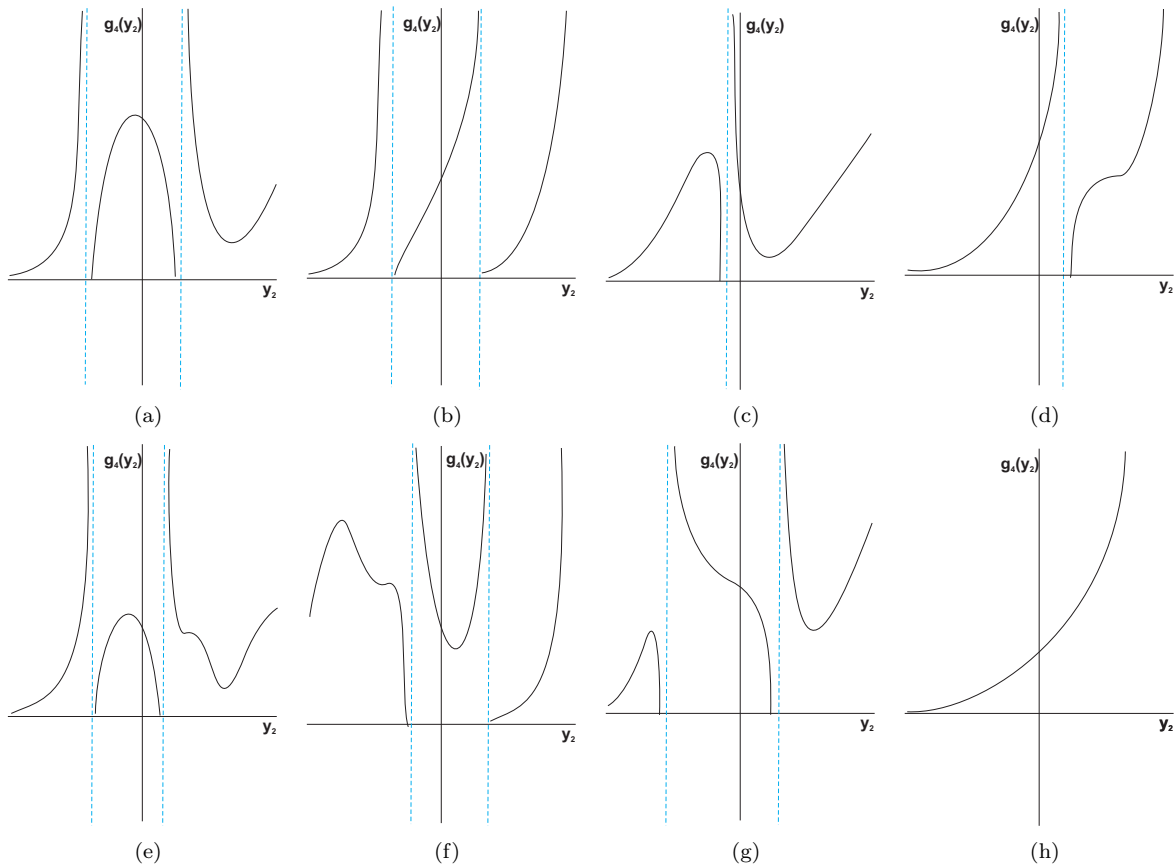 g₄(y₂)
g₄(y₂)
g₄(y₂)
g₄(y₂)
y₂
y₂
y₂
y₂
(a)
(b)
(c)
(d)
g₄(y₂)
g₄(y₂)
g₄(y₂)
g₄(y₂)
y₂
y₂
y₂
y₂
(e)
(f)
(g)
(h)